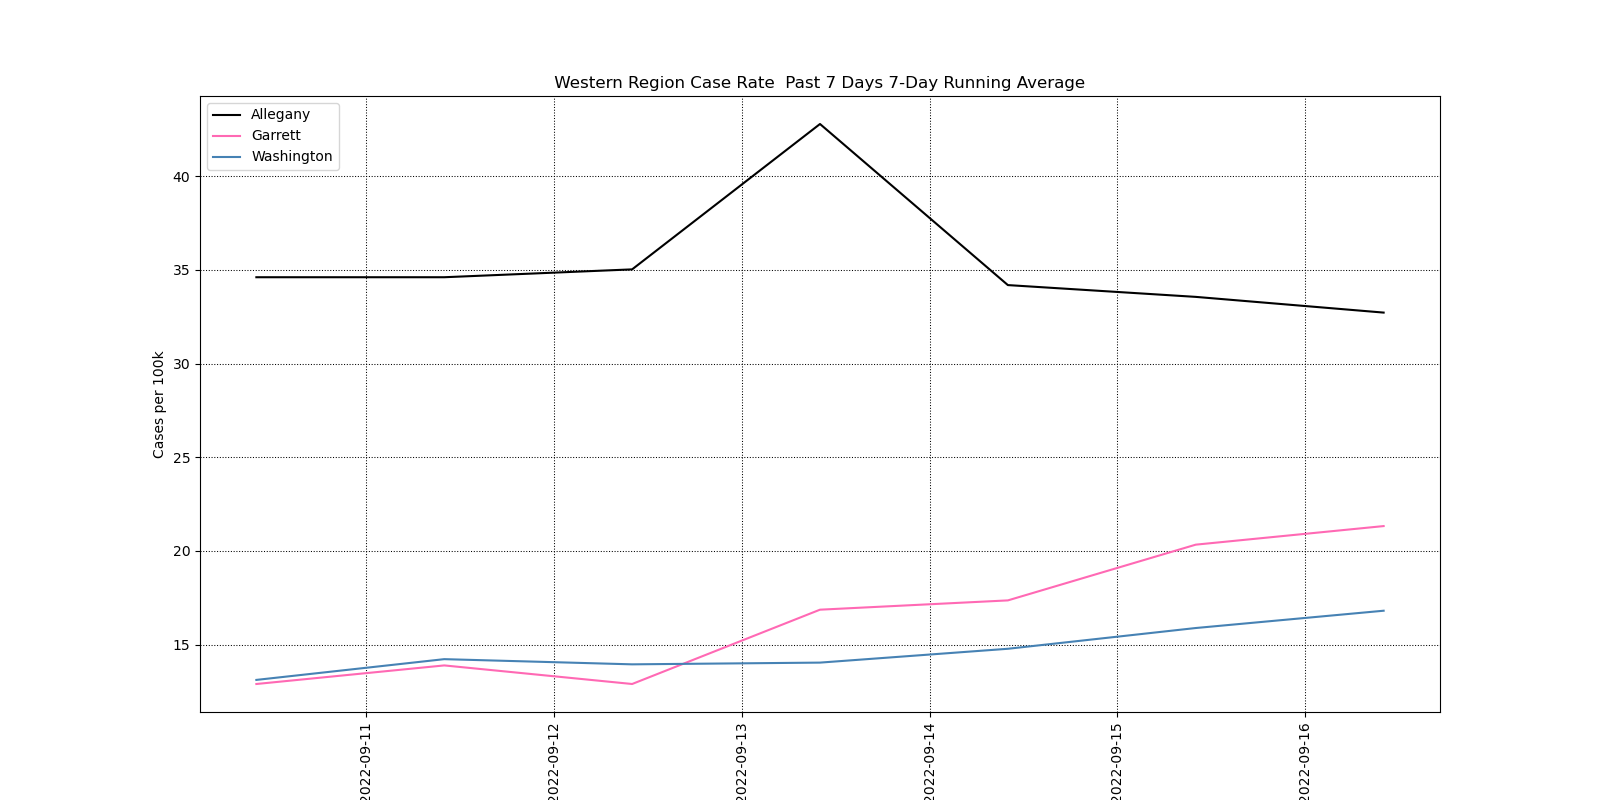 Western Region Case Rate  Past 7 Days 7-Day Running Average
Allegany
Garrett
Washington
40
35
30
25
20
15
Cases per 100k
2022-09-11
2022-09-12
2022-09-13
2022-09-14
2022-09-15
2022-09-16